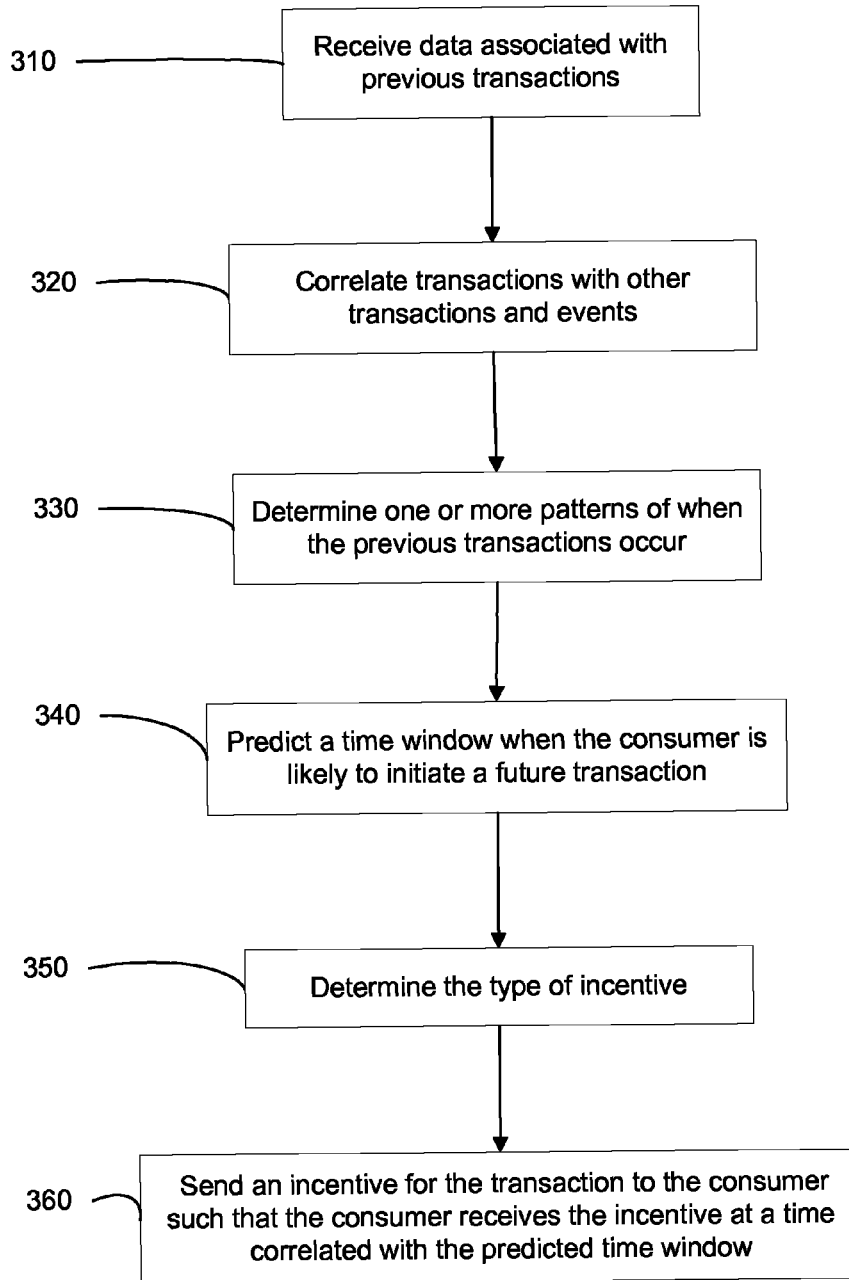 310
Receive data associated with
previous transactions
320
Correlate transactions with other
transactions and events
330
Determine one or more patterns of when
the previous transactions occur
340
Predict a time window when the consumer is
likely to initiate a future transaction
350
Determine the type of incentive
360
Send an incentive for the transaction to the consumer
such that the consumer receives the incentive at a time
correlated with the predicted time window